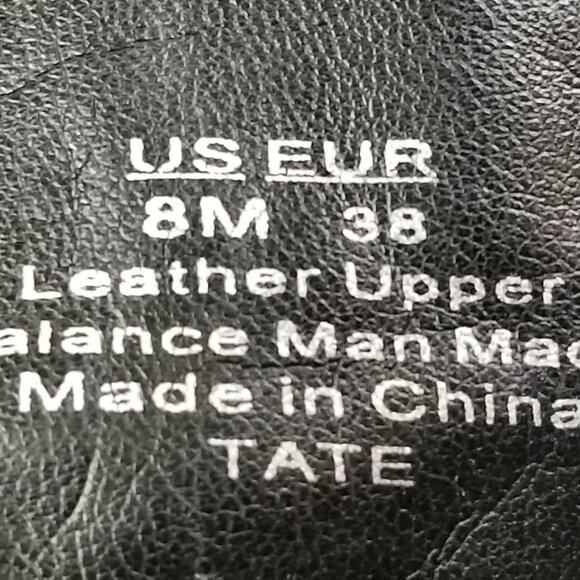 US EUR
8M 38
Leather Upper
alance Man Mad
Made in China
TATE